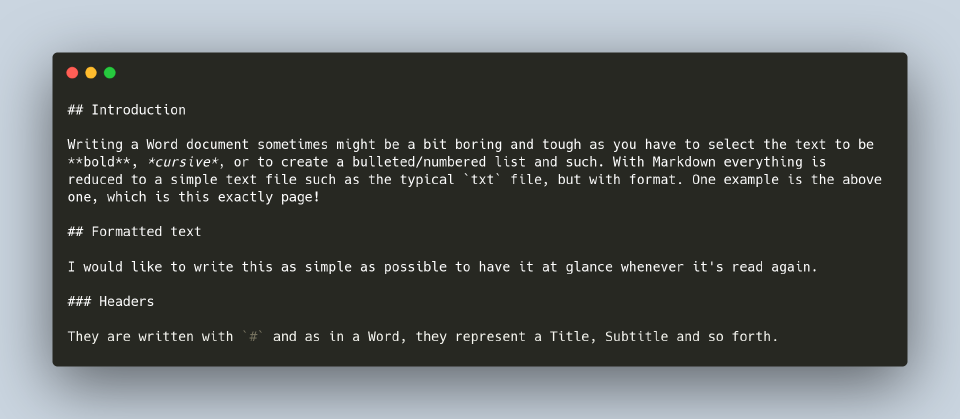 ## Introduction
Writing a Word document sometimes might be a bit boring and tough as you have to select the text to be
**bold**, *cursive*, or to create a bulleted/numbered list and such. With Markdown everything is
reduced to a simple text file such as the typical `txt` file, but with format. One example is the above
one, which is this exactly page!
## Formatted text
I would like to write this as simple as possible to have it at glance whenever it's read again.
### Headers
They are written with `#` and as in a Word, they represent a Title, Subtitle and so forth.